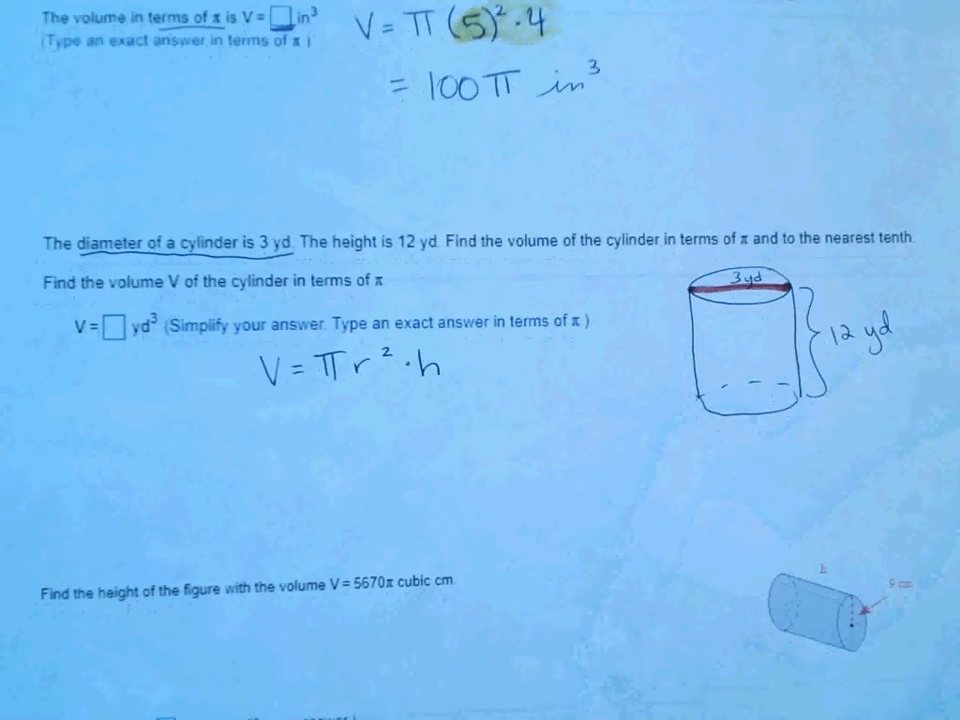 The volume in terms of π is V = in³
(Type an exact answer in terms of π.)
V = π (5)² · 4
= 100 π in³
The diameter of a cylinder is 3 yd. The height is 12 yd. Find the volume of the cylinder in terms of π and to the nearest tenth.
Find the volume V of the cylinder in terms of π.
3 yd
V = yd³ (Simplify your answer. Type an exact answer in terms of π.)
12 yd
V = π r² · h
h
Find the height of the figure with the volume V = 5670π cubic cm.